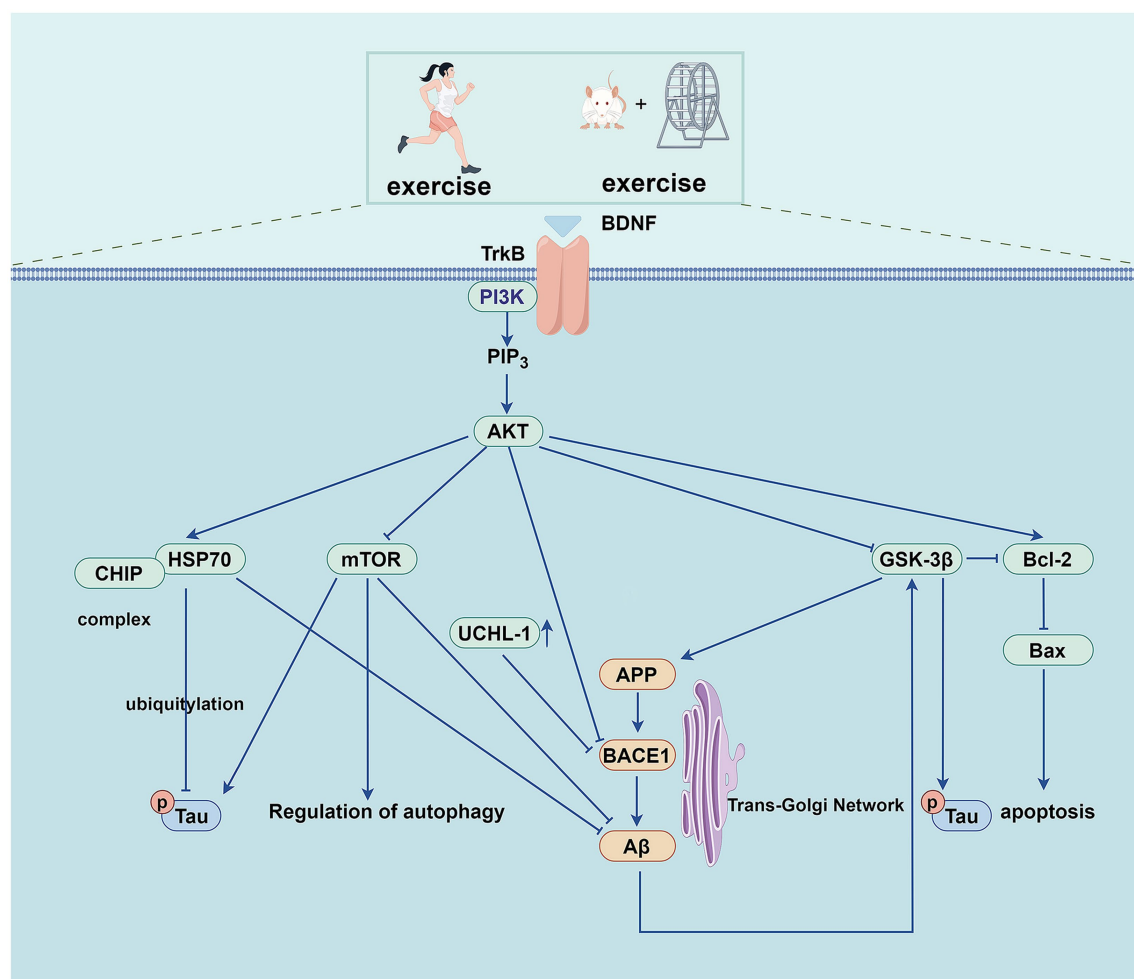 +
exercise
exercise
BDNF
TrkB
PI3K
PIP₃
AKT
HSP70
CHIP
complex
mTOR
GSK-3β
Bcl-2
UCHL-1
APP
Bax
ubiquitylation
BACE1
p
Tau
Regulation of autophagy
Trans-Golgi Network
p
Tau
apoptosis
Aβ